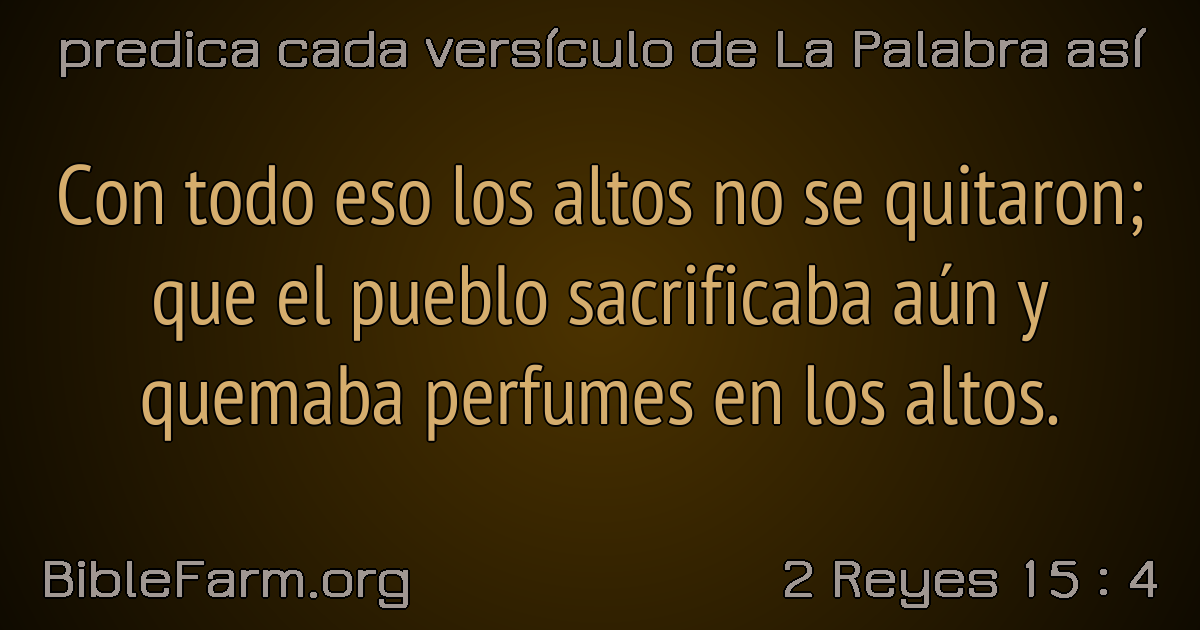 predica cada versículo de La Palabra así
Con todo eso los altos no se quitaron;
que el pueblo sacrificaba aún y
quemaba perfumes en los altos.
BibleFarm.org
2 Reyes 15 : 4